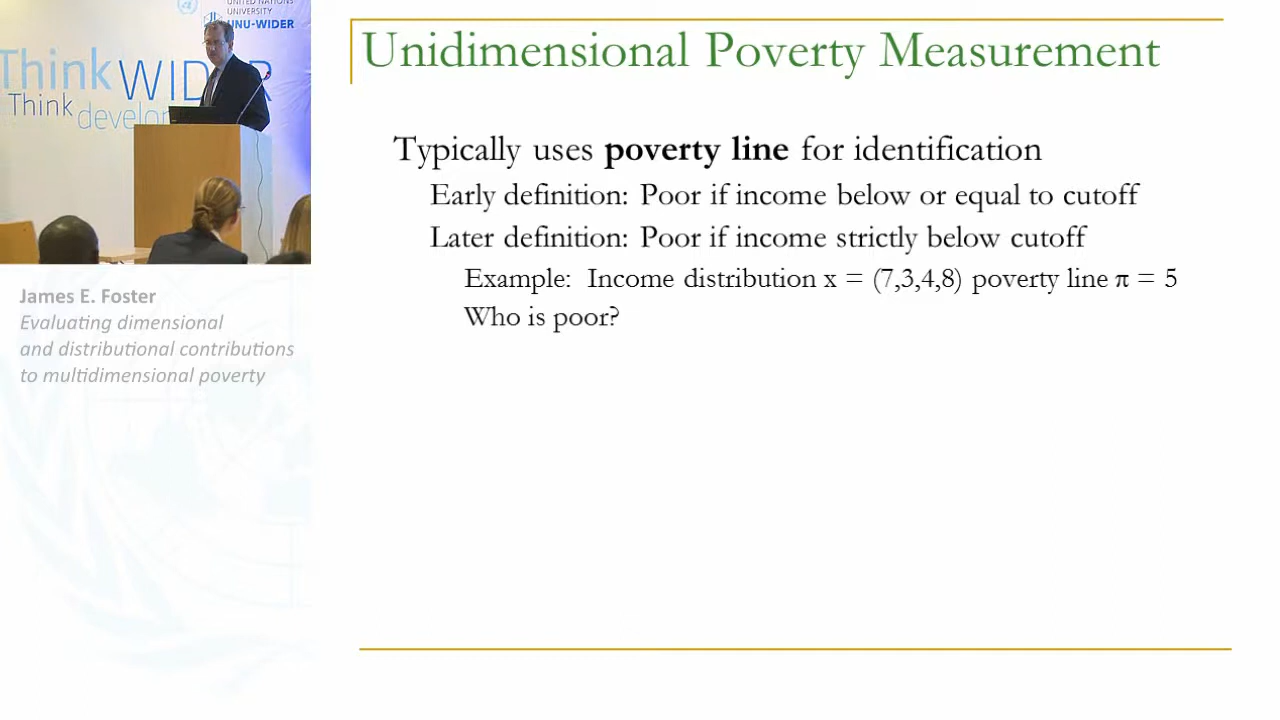 UNITED NATIONS
UNIVERSITY
UNU-WIDER
Think WIDER
Think
develo
James E. Foster
Evaluating dimensional
and distributional contributions
to multidimensional poverty
Unidimensional Poverty Measurement
Typically uses poverty line for identification
Early definition: Poor if income below or equal to cutoff
Later definition: Poor if income strictly below cutoff
Example: Income distribution x = (7,3,4,8) poverty line π = 5
Who is poor?